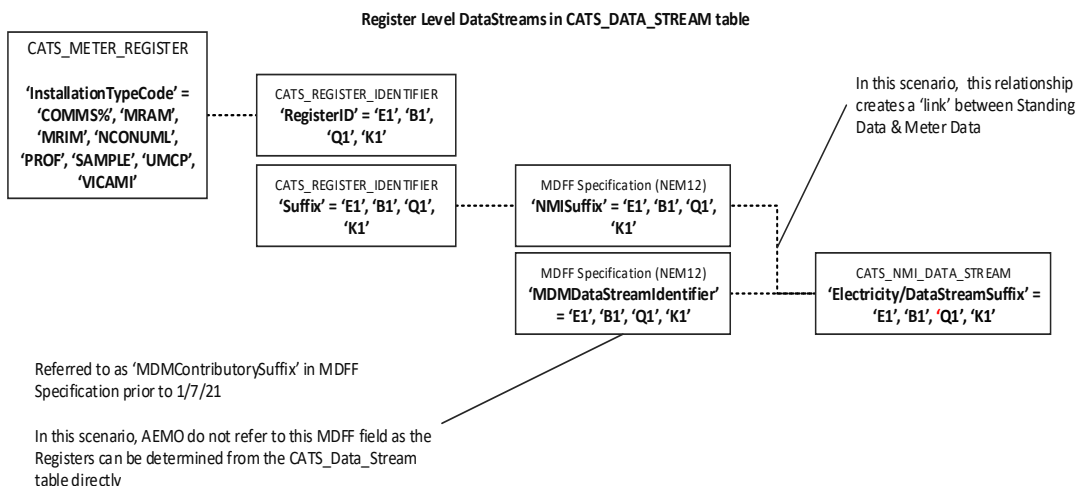 Register Level DataStreams in CATS_DATA_STREAM table
CATS_METER_REGISTER
‘InstallationTypeCode’ =
‘COMMS%’, ‘MRAM’,
‘MRIM’, ‘NCONUML’,
‘PROF’, ‘SAMPLE’, ‘UMCP’,
‘VICAMI’
CATS_REGISTER_IDENTIFIER
‘RegisterID’ = ‘E1’, ‘B1’,
‘Q1’, ‘K1’
CATS_REGISTER_IDENTIFIER
‘Suffix’ = ‘E1’, ‘B1’, ‘Q1’,
‘K1’
MDFF Specification (NEM12)
‘NMISuffix’ = ‘E1’, ‘B1’, ‘Q1’,
‘K1’
MDFF Specification (NEM12)
‘MDMDataStreamIdentifier’
= ‘E1’, ‘B1’, ‘Q1’, ‘K1’
In this scenario, this relationship
creates a ‘link’ between Standing
Data & Meter Data
CATS_NMI_DATA_STREAM
‘Electricity/DataStreamSuffix’ =
‘E1’, ‘B1’, ‘Q1’, ‘K1’
Referred to as ‘MDMContributorySuffix’ in MDFF
Specification prior to 1/7/21
In this scenario, AEMO do not refer to this MDFF field as the
Registers can be determined from the CATS_Data_Stream
table directly